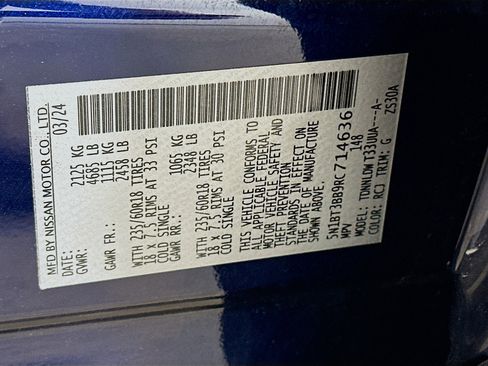 MFD BY NISSAN MOTOR CO., LTD.
DATE: 03/24
GVWR: 2125 KG
4685 LB
GAWR FR.: 1115 KG
2458 LB
WITH 235/60R18 TIRES
18 X 7.5 RIMS AT 33 PSI
COLD SINGLE
GAWR RR.: 1065 KG
2348 LB
WITH 235/60R18 TIRES
18 X 7.5 RIMS AT 30 PSI
COLD SINGLE
THIS VEHICLE CONFORMS TO
ALL APPLICABLE FEDERAL
MOTOR VEHICLE SAFETY AND
THEFT PREVENTION
STANDARDS IN EFFECT ON
THE DATE OF MANUFACTURE
SHOWN ABOVE.
5N1BT3BB9RC714636
MPV 148
MODEL: TDNNLDW T33UUA---A-
COLOR: RCJ TRIM: G ZS30A